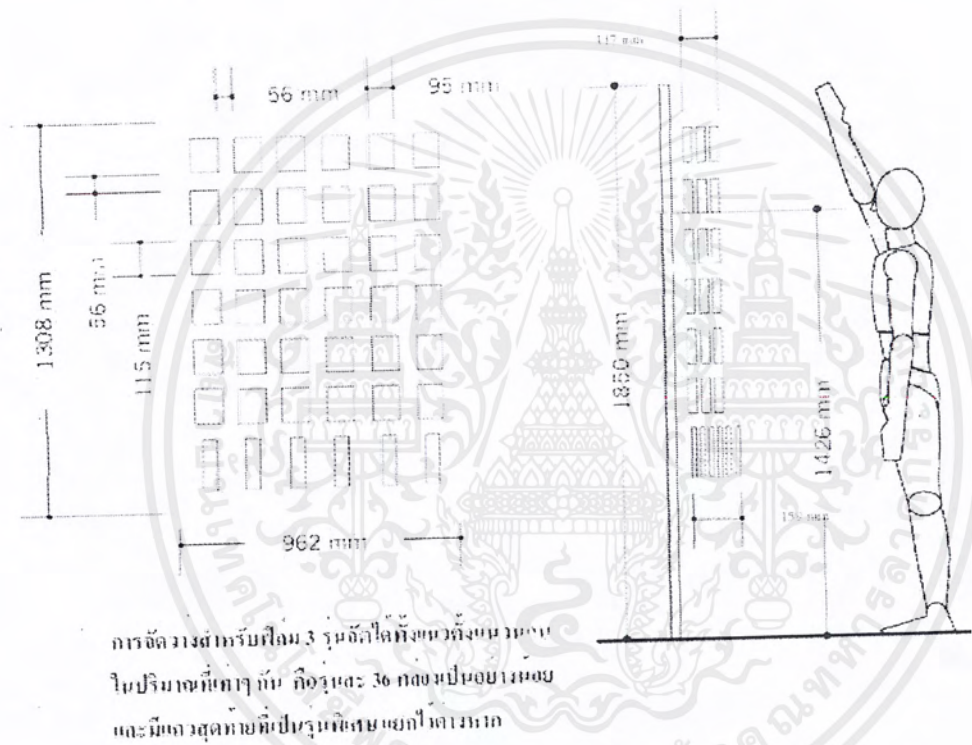 117 mm
56 mm
95 mm
1308 mm
56 mm
115 mm
1850 mm
1426 mm
159 mm
962 mm
การจัดวางสำหรับฟิล์ม 3 รุ่นจัดได้ทั้งแนวตั้งแนวนอน
ในปริมาณที่เท่าๆ กัน คือรุ่นละ 36 กล่องเป็นอย่างน้อย
และมีแถวสุดท้ายที่เป็นรุ่นพิเศษแยกไว้ต่างหาก